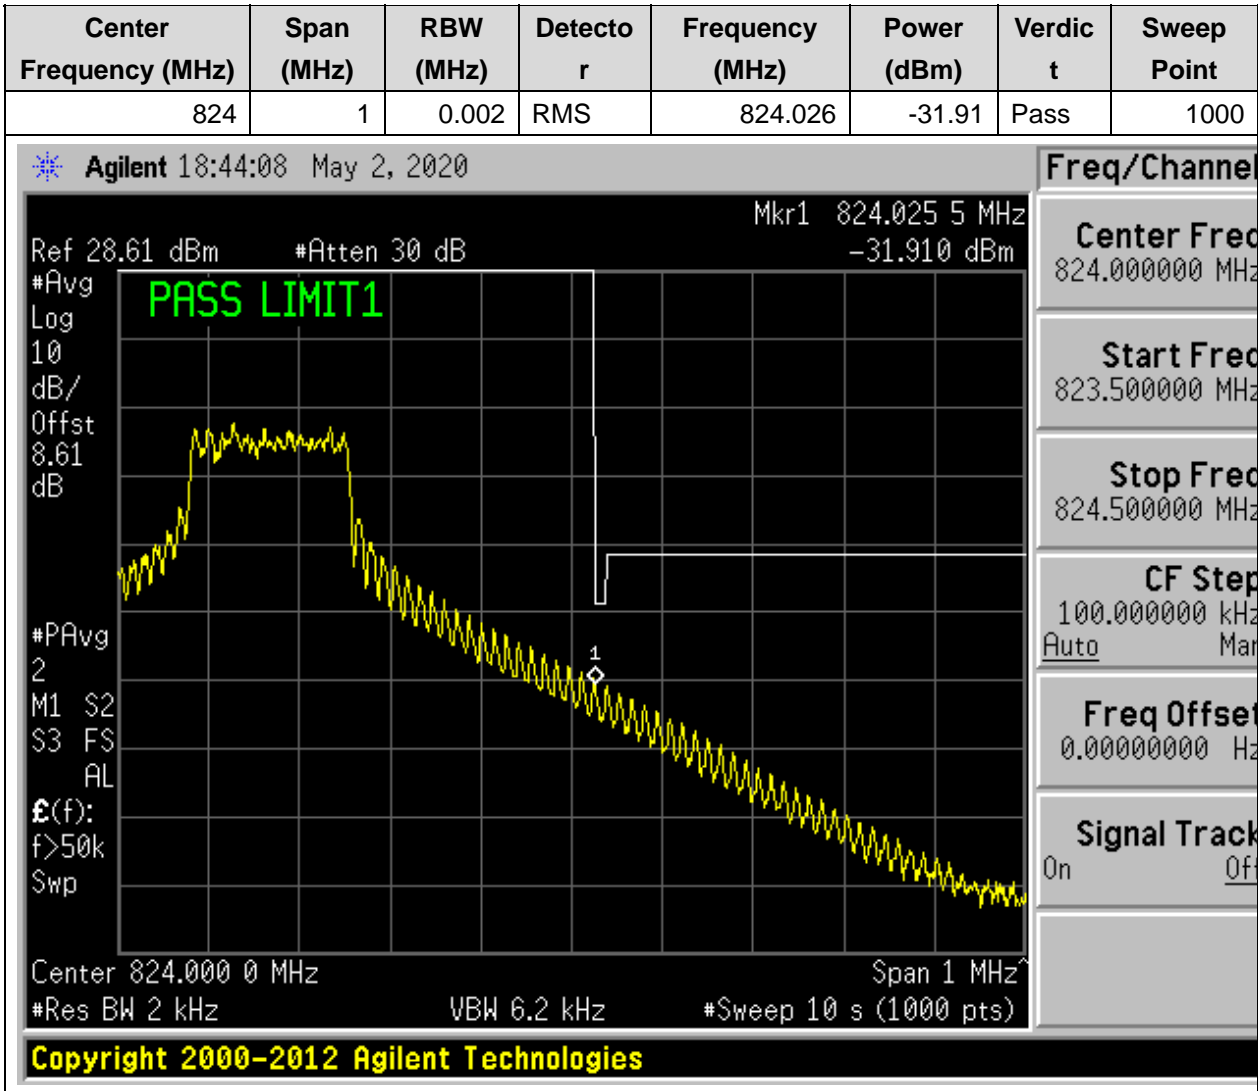 Center Frequency (MHz) Span (MHz) RBW (MHz) Detector Frequency (MHz) Power (dBm) Verdict Sweep Point
824 1 0.002 RMS 824.026 -31.91 Pass 1000
Agilent 18:44:08 May 2, 2020
Freq/Channel
Mkr1 824.025 5 MHz
Ref 28.61 dBm #Atten 30 dB -31.910 dBm
#Avg
Log
10
dB/
Offst
8.61
dB
PASS LIMIT1
1
#PAvg
2
M1 S2
S3 FS
AL
£(f):
f>50k
Swp
Center 824.000 0 MHz Span 1 MHz^
#Res BW 2 kHz VBW 6.2 kHz #Sweep 10 s (1000 pts)
Copyright 2000-2012 Agilent Technologies
Center Freq
824.000000 MHz
Start Freq
823.500000 MHz
Stop Freq
824.500000 MHz
CF Step
100.000000 kHz
Auto Man
Freq Offset
0.00000000 Hz
Signal Track
On Off